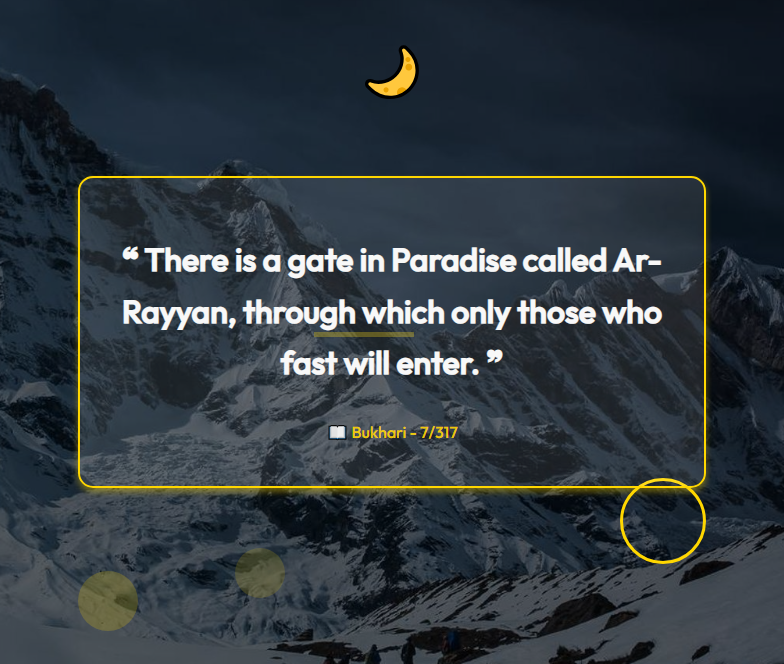 ❝ There is a gate in Paradise called Ar-
Rayyan, through which only those who
fast will enter. ❞
📖 Bukhari - 7/317